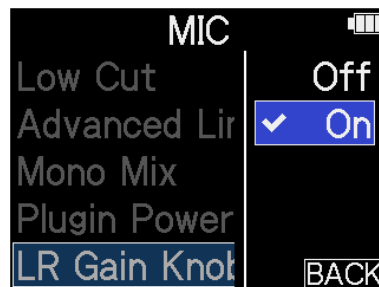 MIC
Low Cut
Off
Advanced Lir
On
Mono Mix
Plugin Power
LR Gain Knob
BACK